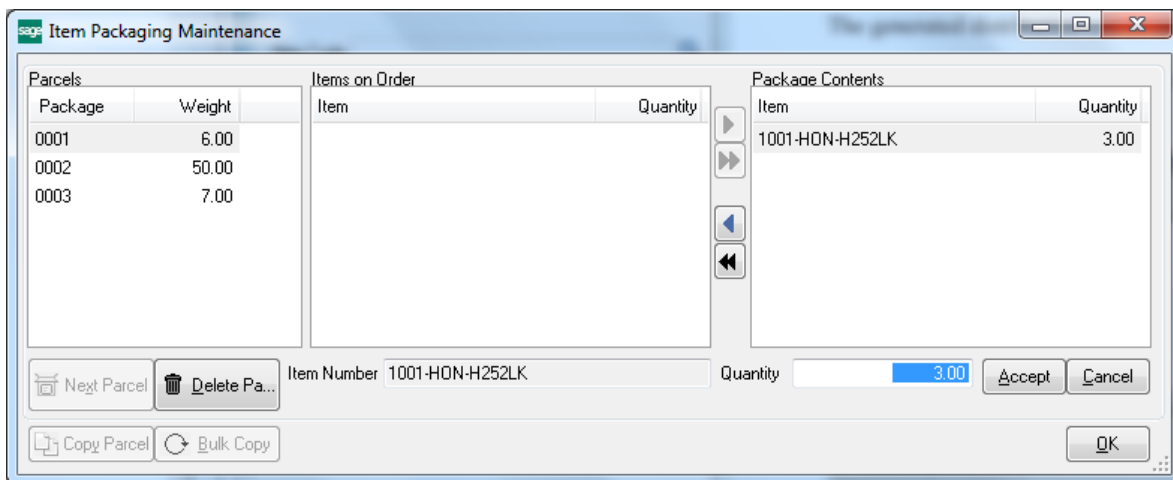 sage Item Packaging Maintenance
Parcels Items on Order Package Contents
Package Weight Item Quantity Item Quantity
0001 6.00 1001-HON-H252LK 3.00
0002 50.00
0003 7.00
Next Parcel Delete Pa... Item Number 1001-HON-H252LK Quantity 3.00 Accept Cancel
Copy Parcel Bulk Copy OK